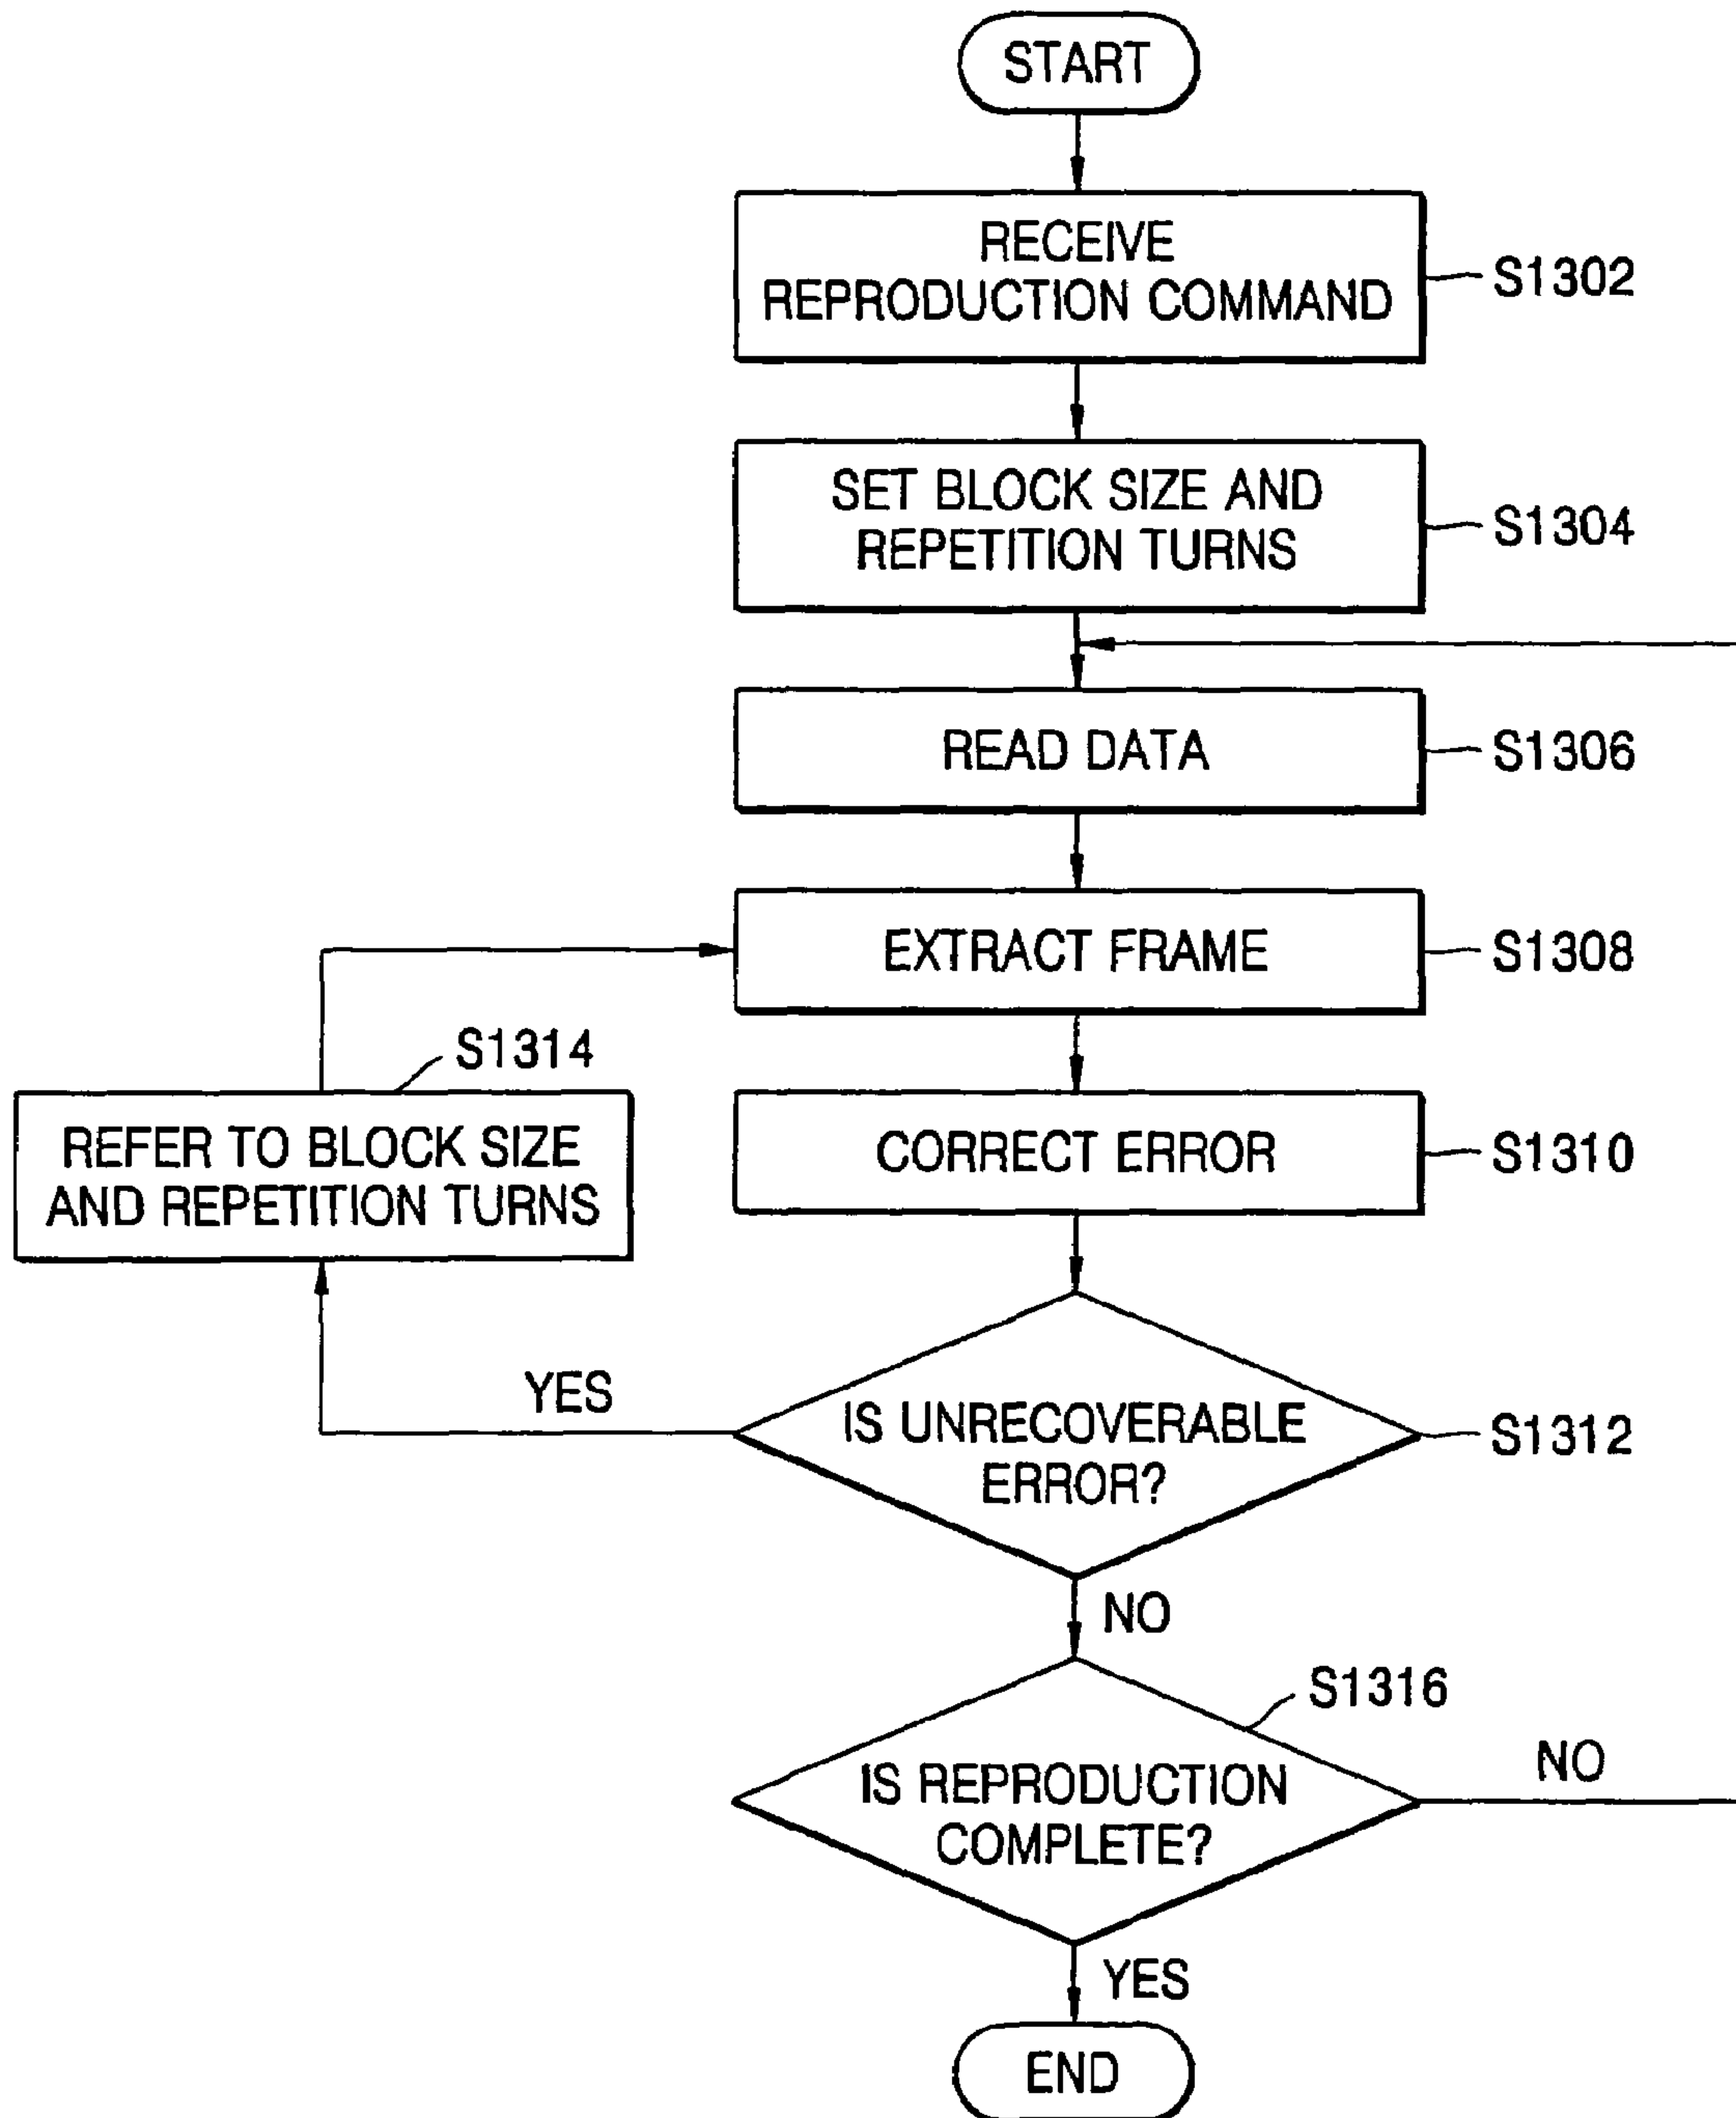 START
RECEIVE
REPRODUCTION COMMAND
S1302
SET BLOCK SIZE AND
REPETITION TURNS
S1304
READ DATA
S1306
EXTRACT FRAME
S1308
S1314
REFER TO BLOCK SIZE
AND REPETITION TURNS
CORRECT ERROR
S1310
YES
IS UNRECOVERABLE
ERROR?
S1312
NO
S1316
IS REPRODUCTION
COMPLETE?
NO
YES
END